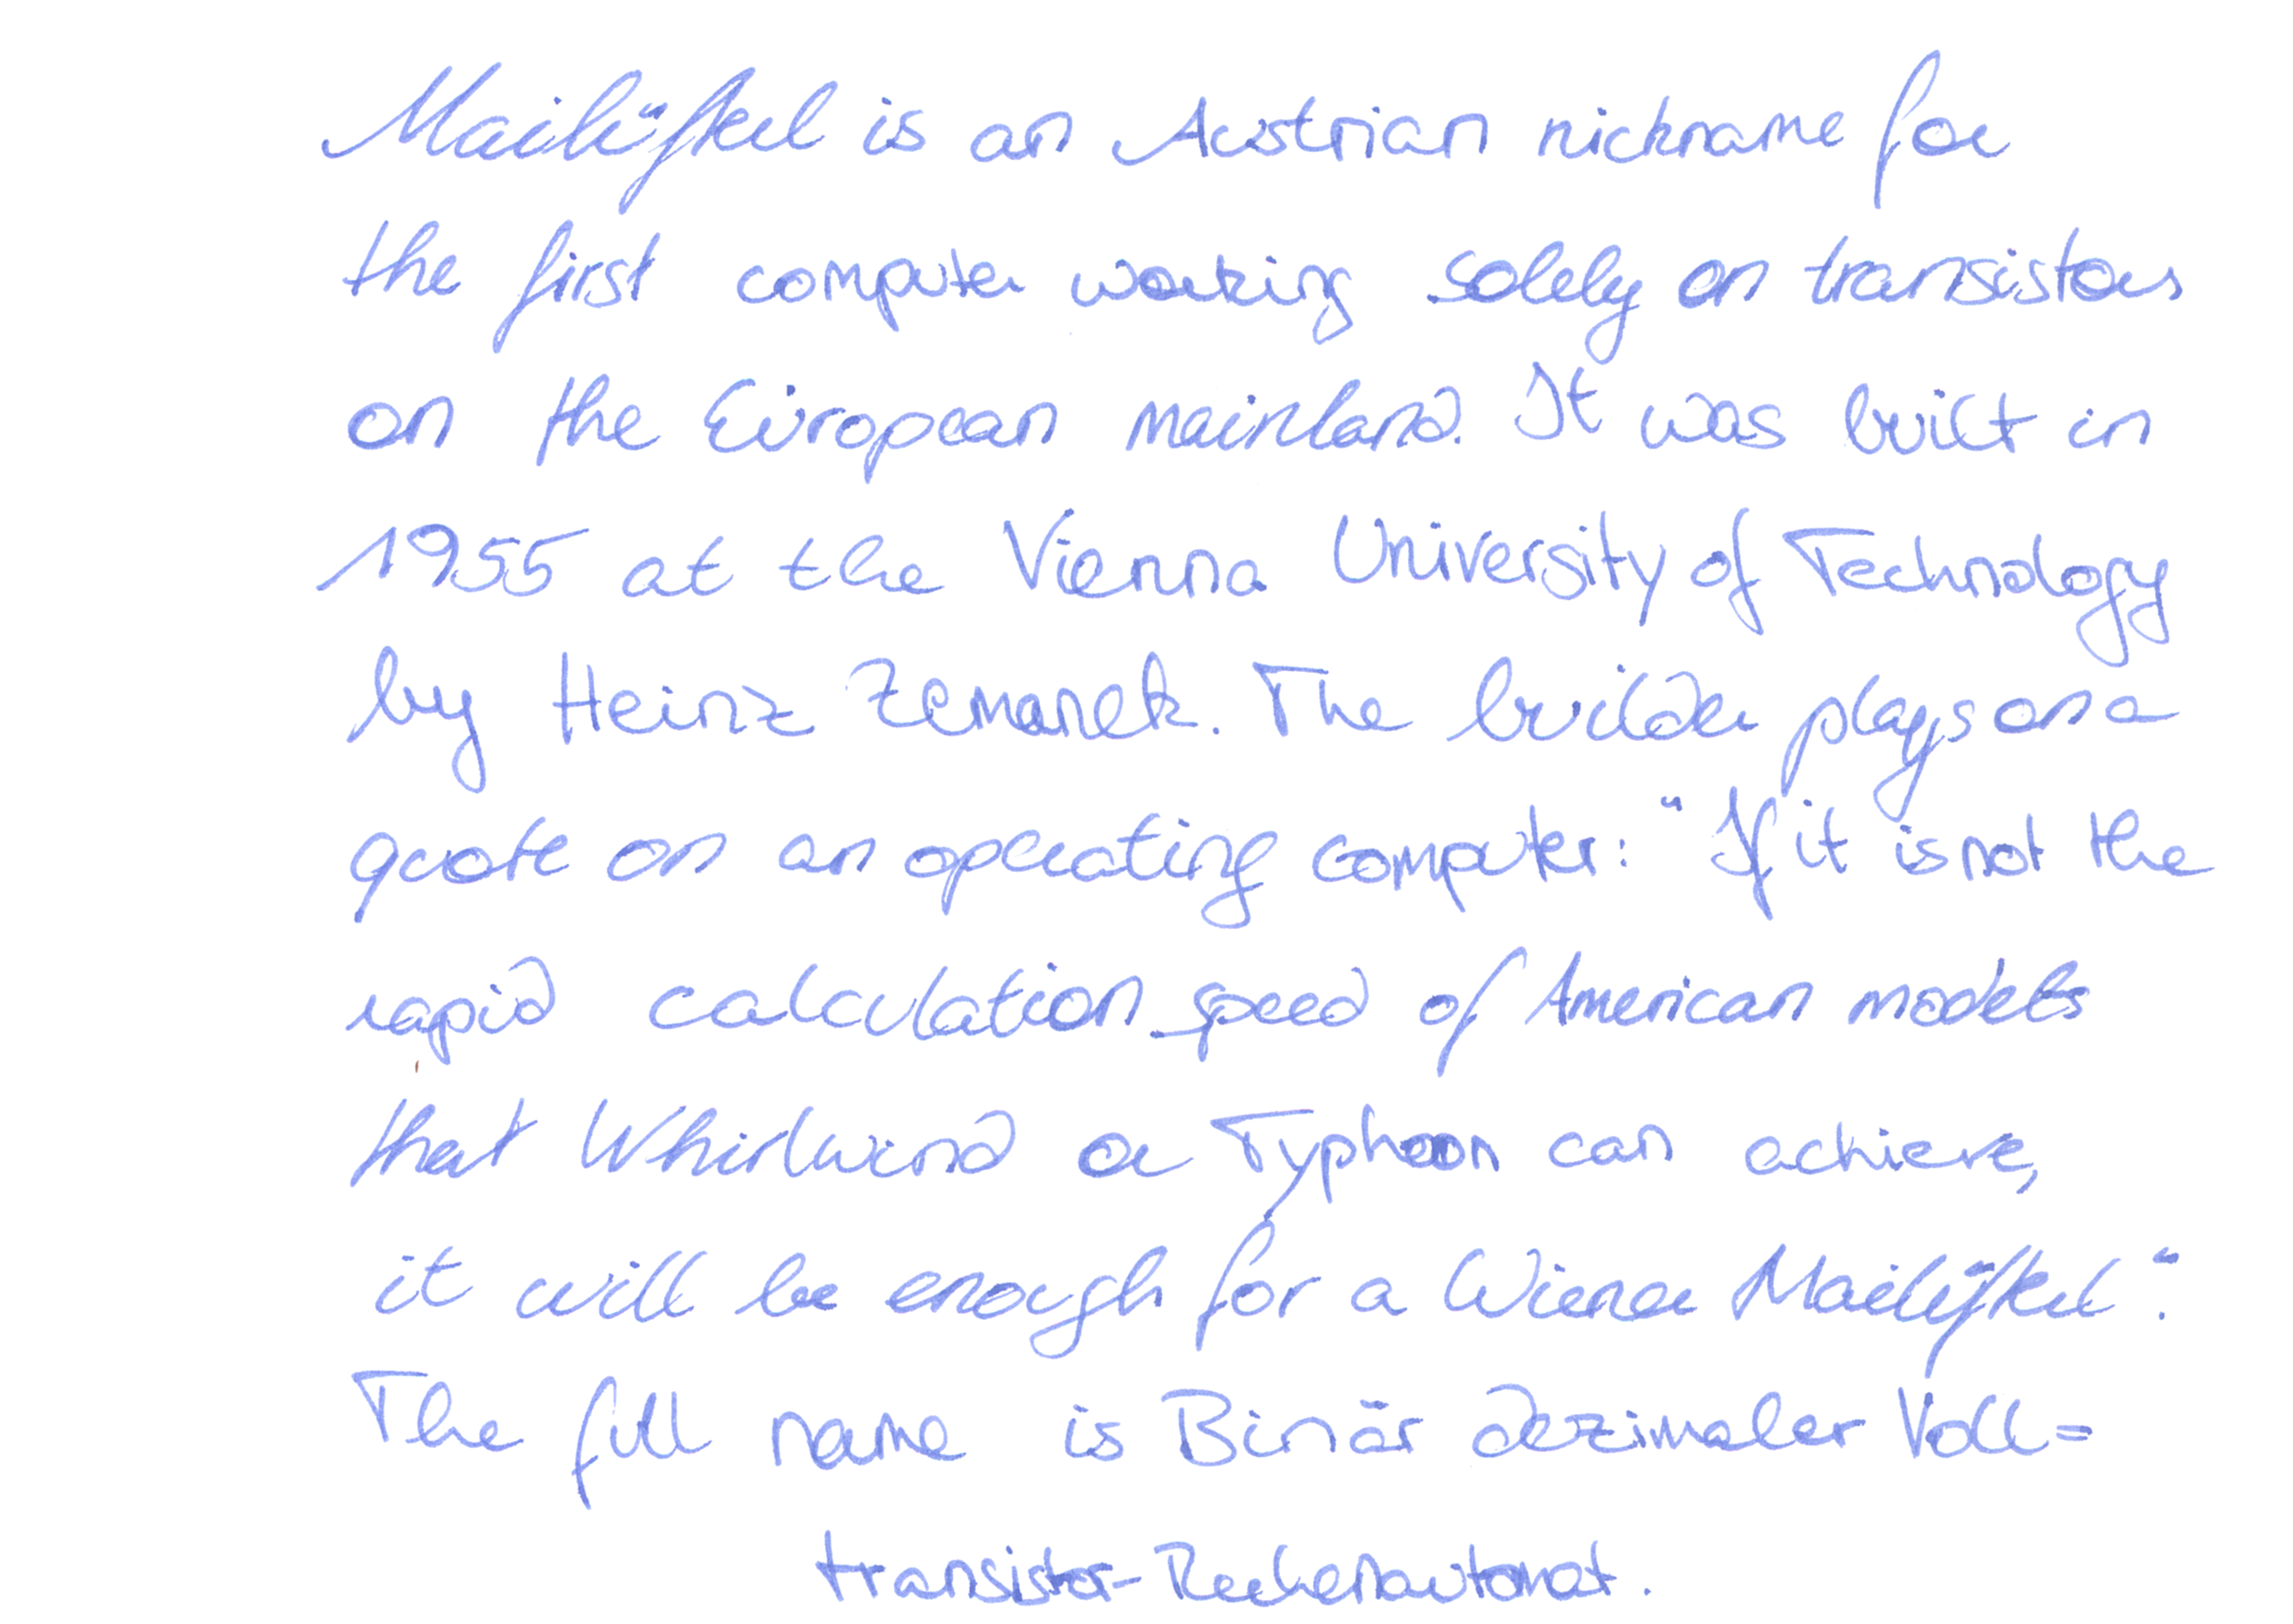 Mailüfterl is an Austrian nickname for
the first computer working solely on transistors
on the European mainland. It was built in
1955 at the Vienna University of Technology
by Heinz Zemanek. The builder plays on a
quote on an operating computer: "If it is not the
rapid calculation speed of American models
that Whirlwind or Typhoon can achieve,
it will be enough for a Wiener Mailüfterl".
The full name is Binär dezimaler Voll=
transistor-Rechenautomat.